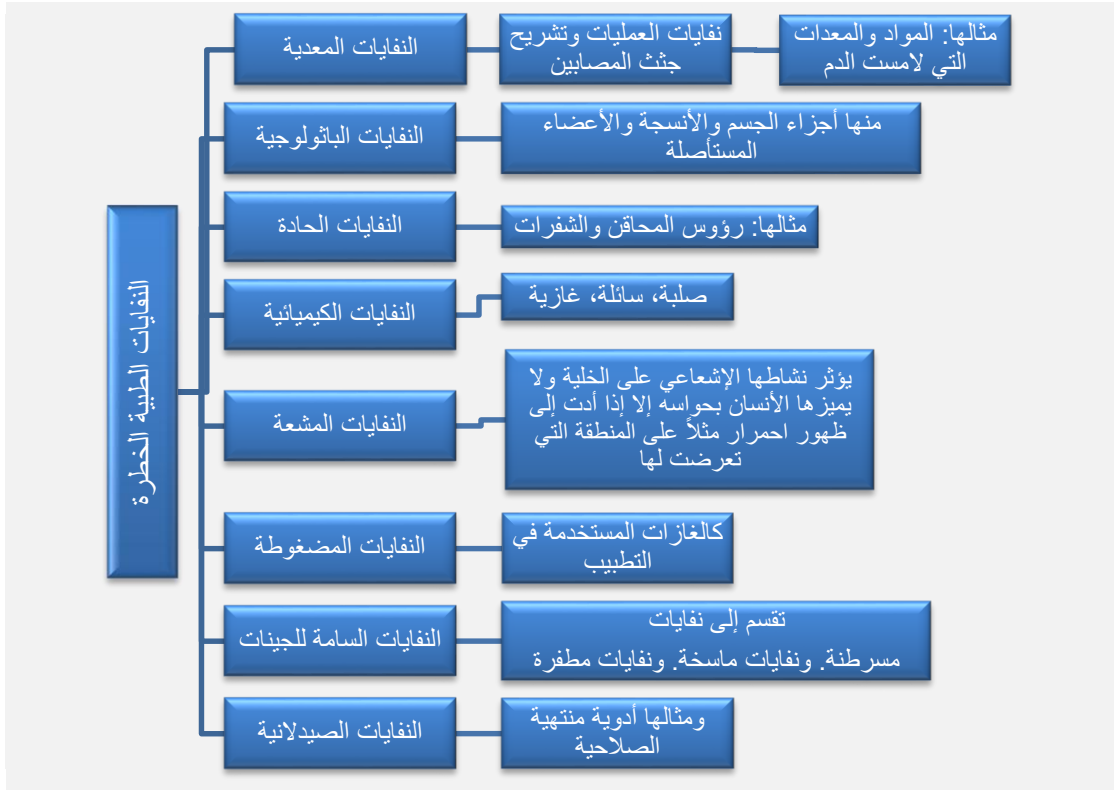 النفايات الطبية الخطرة
النفايات المعدية
نفايات العمليات وتشريح
جثث المصابين
مثالها: المواد والمعدات
التي لامست الدم
النفايات الباثولوجية
منها أجزاء الجسم والأنسجة والأعضاء
المستأصلة
النفايات الحادة
مثالها: رؤوس المحاقن والشفرات
النفايات الكيميائية
صلبة، سائلة، غازية
النفايات المشعة
يؤثر نشاطها الإشعاعي على الخلية ولا
يميزها الأنسان بحواسه إلا إذا أدت إلى
ظهور احمرار مثلاً على المنطقة التي
تعرضت لها
النفايات المضغوطة
كالغازات المستخدمة في
التطبيب
النفايات السامة للجينات
تقسم إلى نفايات
مسرطنة. ونفايات ماسخة. ونفايات مطفرة
النفايات الصيدلانية
ومثالها أدوية منتهية
الصلاحية